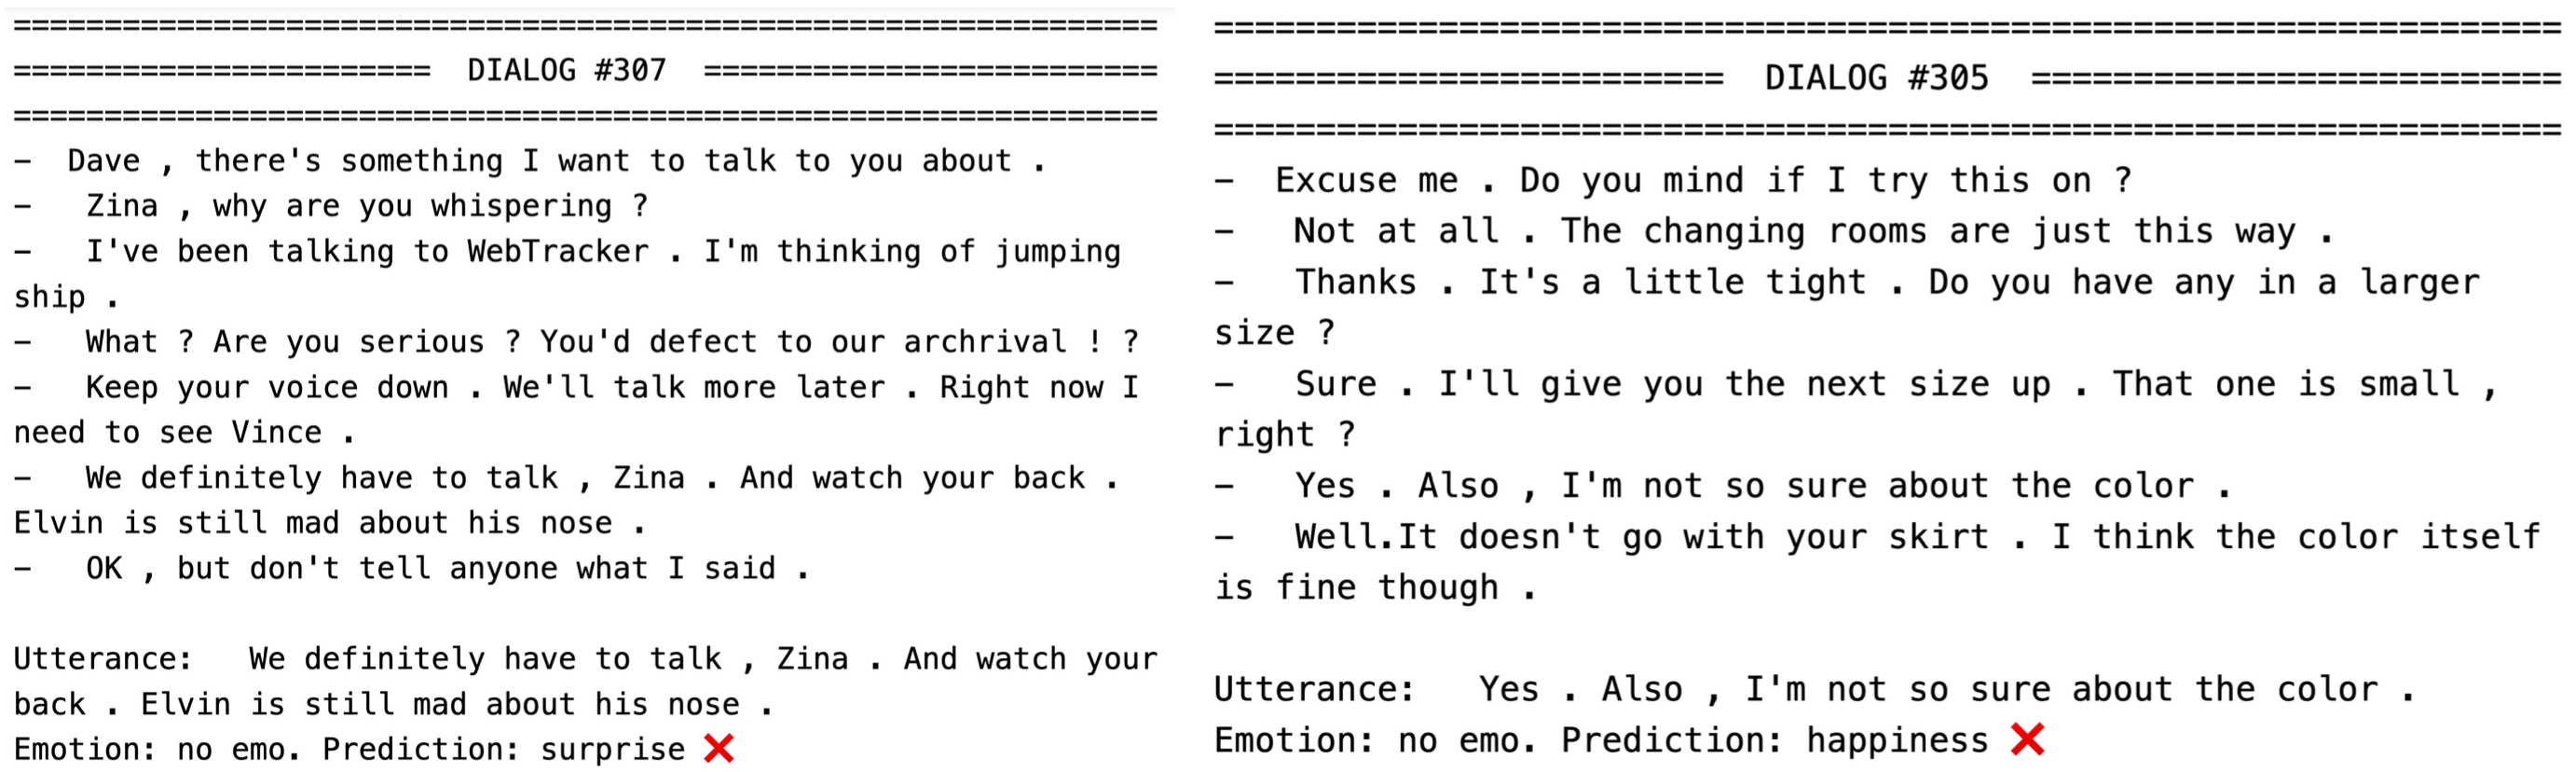 ===============================================================
======================= DIALOG #307 =========================
===============================================================
- Dave , there's something I want to talk to you about .
- Zina , why are you whispering ?
- I've been talking to WebTracker . I'm thinking of jumping
ship .
- What ? Are you serious ? You'd defect to our archrival ! ?
- Keep your voice down . We'll talk more later . Right now I
need to see Vince .
- We definitely have to talk , Zina . And watch your back .
Elvin is still mad about his nose .
- OK , but don't tell anyone what I said .
Utterance: We definitely have to talk , Zina . And watch your
back . Elvin is still mad about his nose .
Emotion: no emo. Prediction: surprise ❌
==================================================================
========================= DIALOG #305 ==========================
==================================================================
- Excuse me . Do you mind if I try this on ?
- Not at all . The changing rooms are just this way .
- Thanks . It's a little tight . Do you have any in a larger
size ?
- Sure . I'll give you the next size up . That one is small ,
right ?
- Yes . Also , I'm not so sure about the color .
- Well.It doesn't go with your skirt . I think the color itself
is fine though .
Utterance: Yes . Also , I'm not so sure about the color .
Emotion: no emo. Prediction: happiness ❌